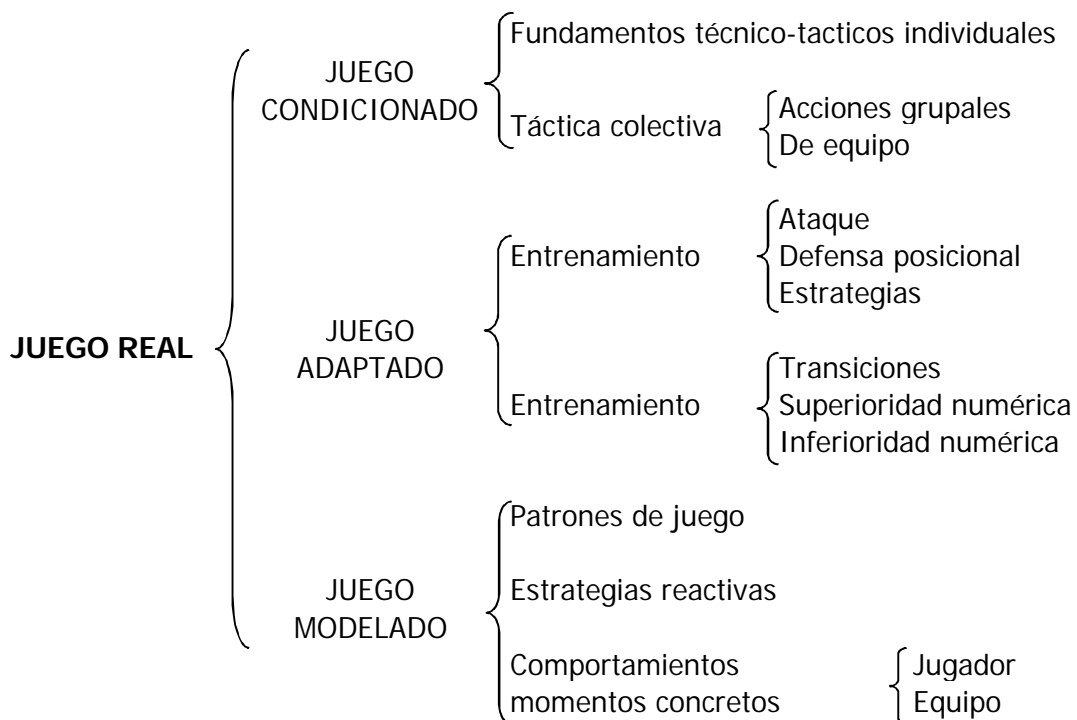 JUEGO REAL
JUEGO
CONDICIONADO
Fundamentos técnico-tacticos individuales
Táctica colectiva
Acciones grupales
De equipo
JUEGO
ADAPTADO
Entrenamiento
Ataque
Defensa posicional
Estrategias
Entrenamiento
Transiciones
Superioridad numérica
Inferioridad numérica
JUEGO
MODELADO
Patrones de juego
Estrategias reactivas
Comportamientos
momentos concretos
Jugador
Equipo